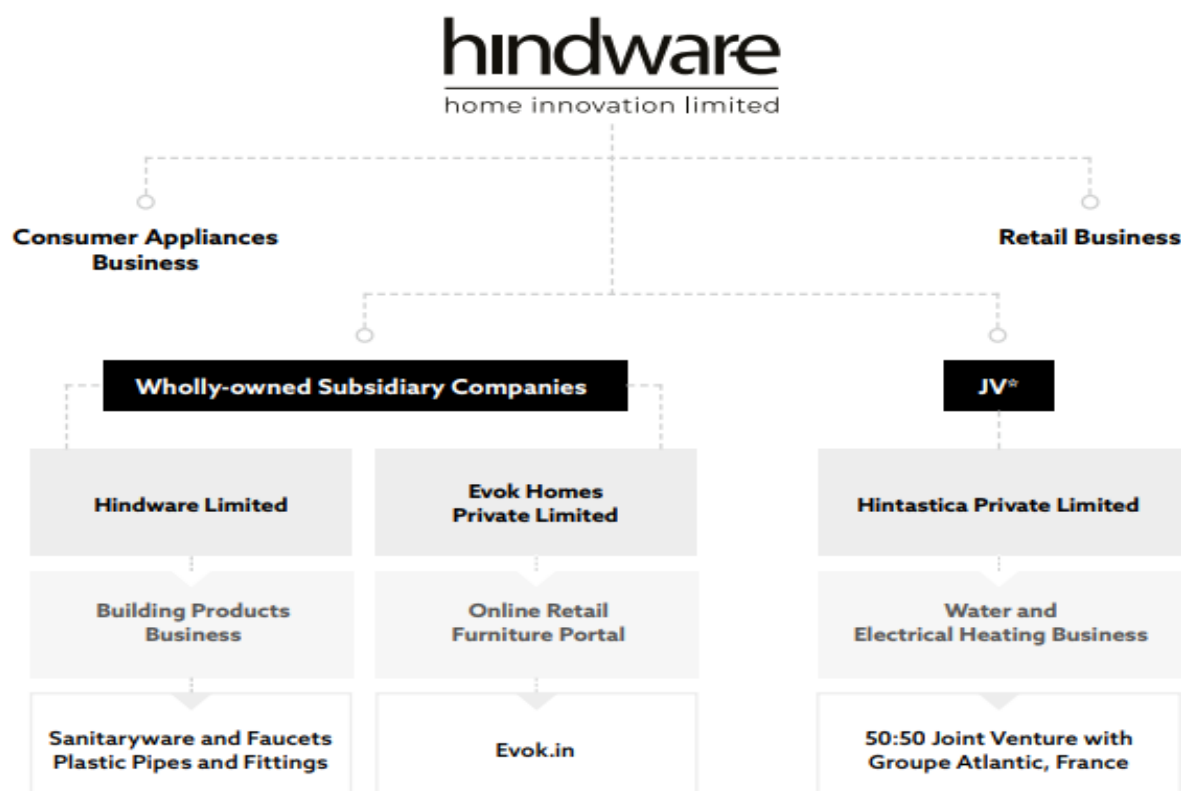 hindware
home innovation limited
Consumer Appliances
Business
Retail Business
Wholly-owned Subsidiary Companies
JV*
Hindware Limited
Evok Homes
Private Limited
Hintastica Private Limited
Building Products
Business
Online Retail
Furniture Portal
Water and
Electrical Heating Business
Sanitaryware and Faucets
Plastic Pipes and Fittings
Evok.in
50:50 Joint Venture with
Groupe Atlantic, France